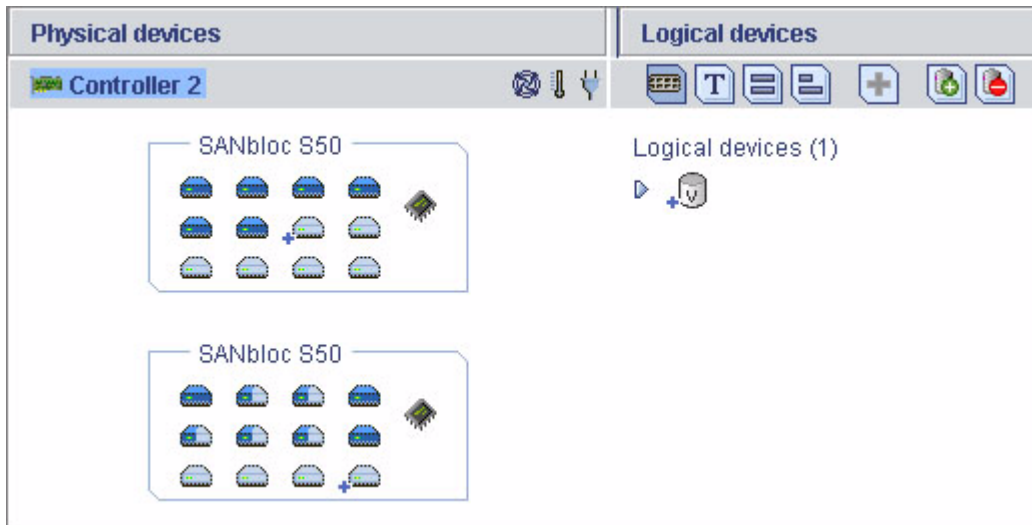 Physical devices
Logical devices
Controller 2
T
SANbloc S50
Logical devices (1)
V
SANbloc S50